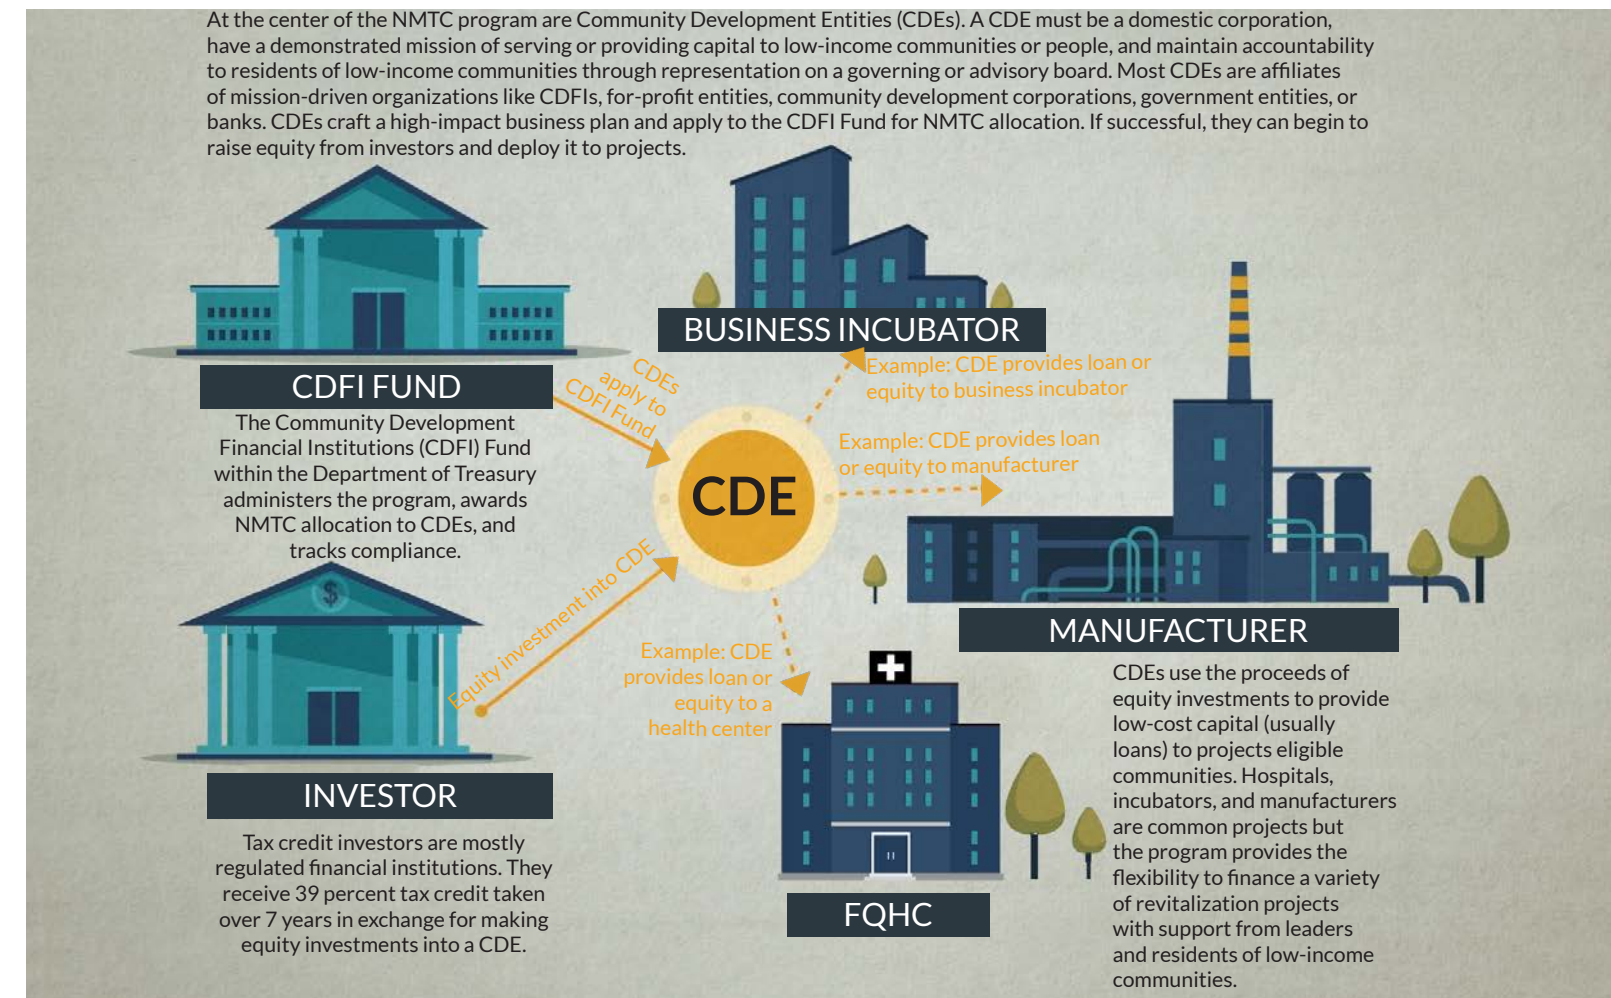 At the center of the NMTC program are Community Development Entities (CDEs). A CDE must be a domestic corporation,
have a demonstrated mission of serving or providing capital to low-income communities or people, and maintain accountability
to residents of low-income communities through representation on a governing or advisory board. Most CDEs are affiliates
of mission-driven organizations like CDFIs, for-profit entities, community development corporations, government entities, or
banks. CDEs craft a high-impact business plan and apply to the CDFI Fund for NMTC allocation. If successful, they can begin to
raise equity from investors and deploy it to projects.
BUSINESS INCUBATOR
CDFI FUND
The Community Development
Financial Institutions (CDFI) Fund
within the Department of Treasury
administers the program, awards
NMTC allocation to CDEs, and
tracks compliance.
CDEs
apply to
CDFI Fund
Example: CDE provides loan or
equity to business incubator
Example: CDE provides loan
or equity to manufacturer
CDE
Equity investment into CDE
$
Example: CDE
provides loan or
equity to a
health center
MANUFACTURER
CDEs use the proceeds of
equity investments to provide
low-cost capital (usually
loans) to projects eligible
communities. Hospitals,
incubators, and manufacturers
are common projects but
the program provides the
flexibility to finance a variety
of revitalization projects
with support from leaders
and residents of low-income
communities.
INVESTOR
Tax credit investors are mostly
regulated financial institutions. They
receive 39 percent tax credit taken
over 7 years in exchange for making
equity investments into a CDE.
FQHC